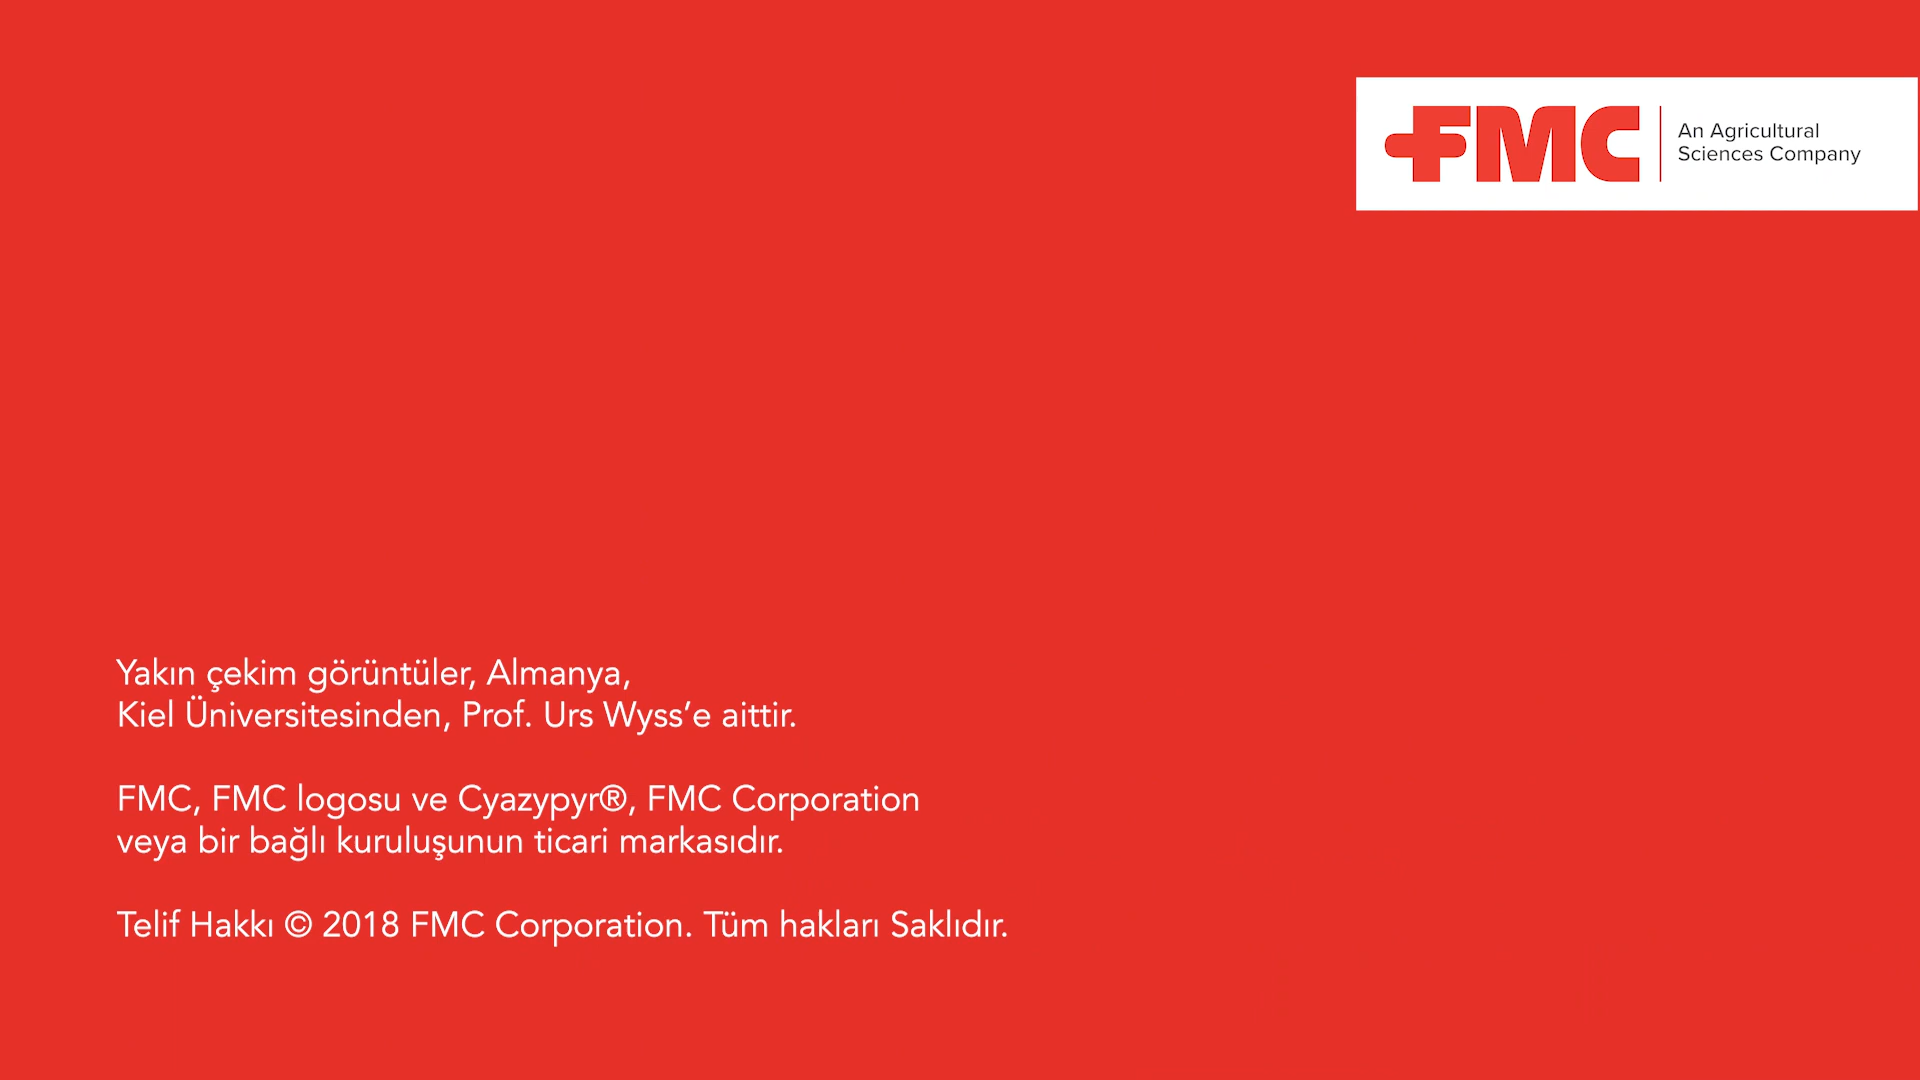 FMC
An Agricultural
Sciences Company
Yakın çekim görüntüler, Almanya,
Kiel Üniversitesinden, Prof. Urs Wyss’e aittir.
FMC, FMC logosu ve Cyazypyr®, FMC Corporation
veya bir bağlı kuruluşunun ticari markasıdır.
Telif Hakkı © 2018 FMC Corporation. Tüm hakları Saklıdır.